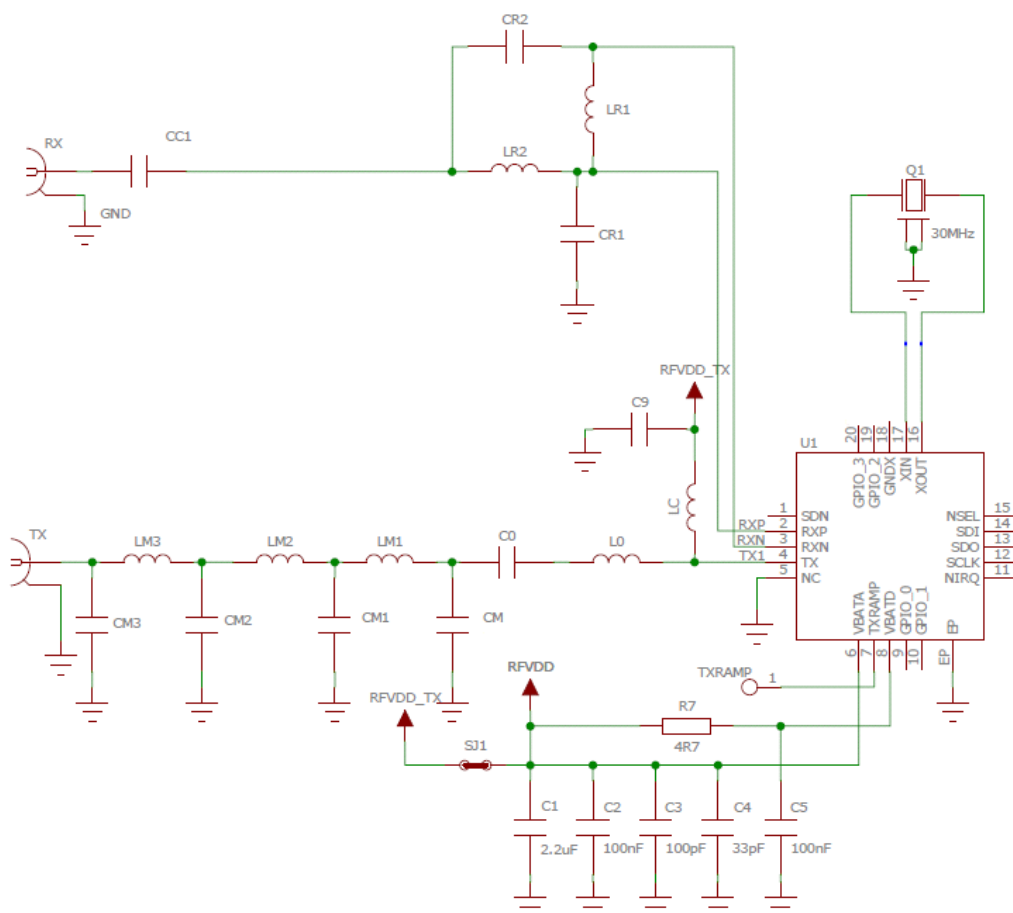 CR2
LR1
RX
CC1
LR2
GND
CR1
Q1
30MHz
RFVDD_TX
C9
LC
U1
20
19
18
17
16
GPIO_3
GPIO_2
GNDX
XIN
XOUT
1 SDN
RXP 2 RXP
RXN 3 RXN
TX1 4 TX
5 NC
NSEL 15
SDI 14
SDO 13
SCLK 12
NIRQ 11
VBATA
TXRAMP
VBATD
GPIO_0
GPIO_1
EP
6
7
8
9
10
EP
TX
LM3
LM2
LM1
C0
L0
CM3
CM2
CM1
CM
TXRAMP
1
RFVDD
RFVDD_TX
R7
4R7
SJ1
C1
2.2uF
C2
100nF
C3
100pF
C4
33pF
C5
100nF